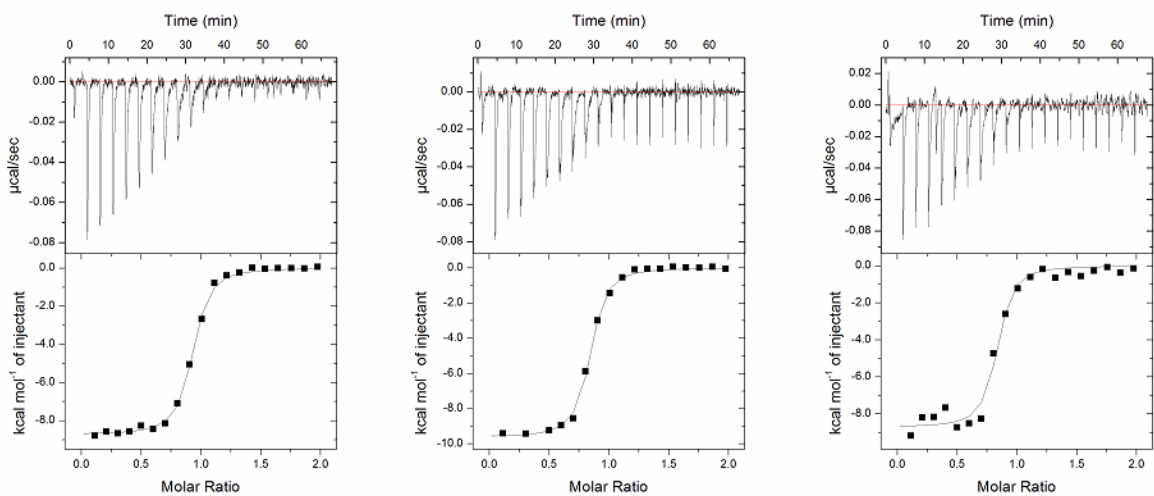 Time (min)
0 10 20 30 40 50 60
0.00
-0.02
-0.04
-0.06
-0.08
µcal/sec
0.0
-2.0
-4.0
-6.0
-8.0
kcal mol⁻¹ of injectant
0.0 0.5 1.0 1.5 2.0
Molar Ratio
Time (min)
0 10 20 30 40 50 60
0.00
-0.02
-0.04
-0.06
-0.08
µcal/sec
0.0
-2.0
-4.0
-6.0
-8.0
-10.0
kcal mol⁻¹ of injectant
0.0 0.5 1.0 1.5 2.0
Molar Ratio
Time (min)
0 10 20 30 40 50 60
0.02
0.00
-0.02
-0.04
-0.06
-0.08
µcal/sec
0.0
-2.0
-4.0
-6.0
-8.0
kcal mol⁻¹ of injectant
0.0 0.5 1.0 1.5 2.0
Molar Ratio